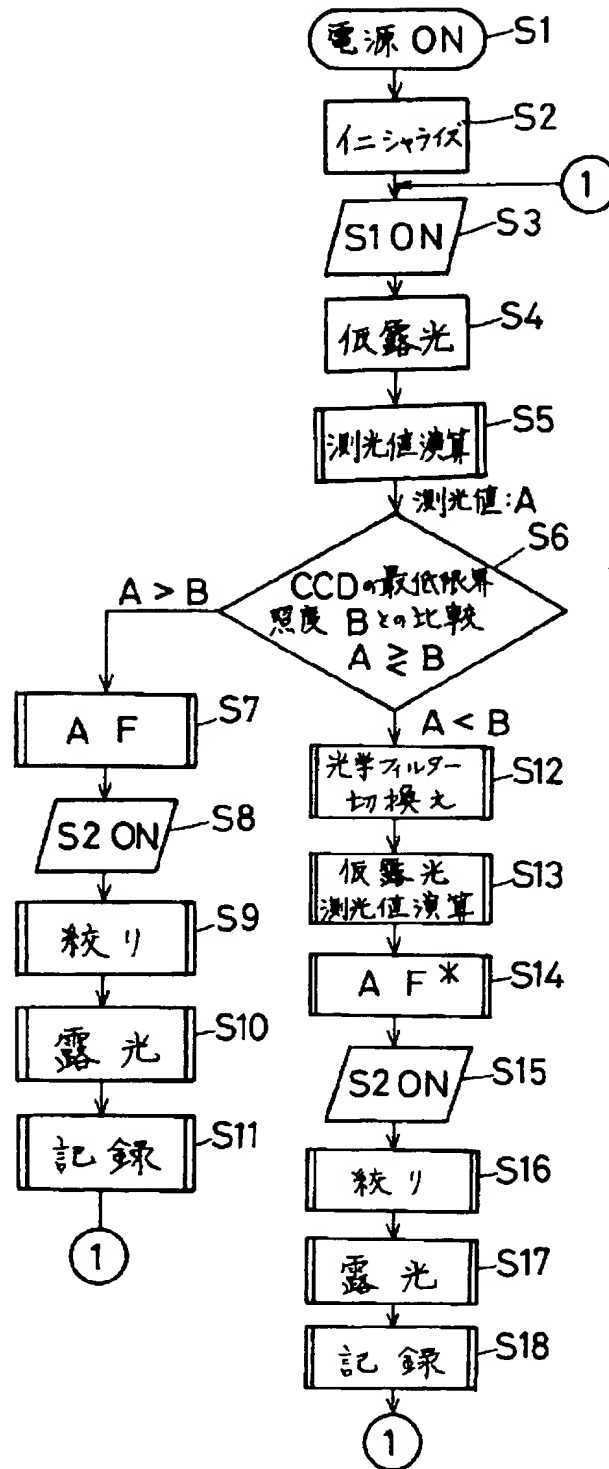 電源 ON
S1
イニシャライズ
S2
1
S1 ON
S3
仮露光
S4
測光値演算
S5
測光値:A
S6
CCDの最低限界
照度 Bとの比較
A ≷ B
A > B
A < B
A F
S7
S2 ON
S8
絞り
S9
露光
S10
記録
S11
1
光学フィルター
切換え
S12
仮露光
測光値演算
S13
A F *
S14
S2 ON
S15
絞り
S16
露光
S17
記録
S18
1